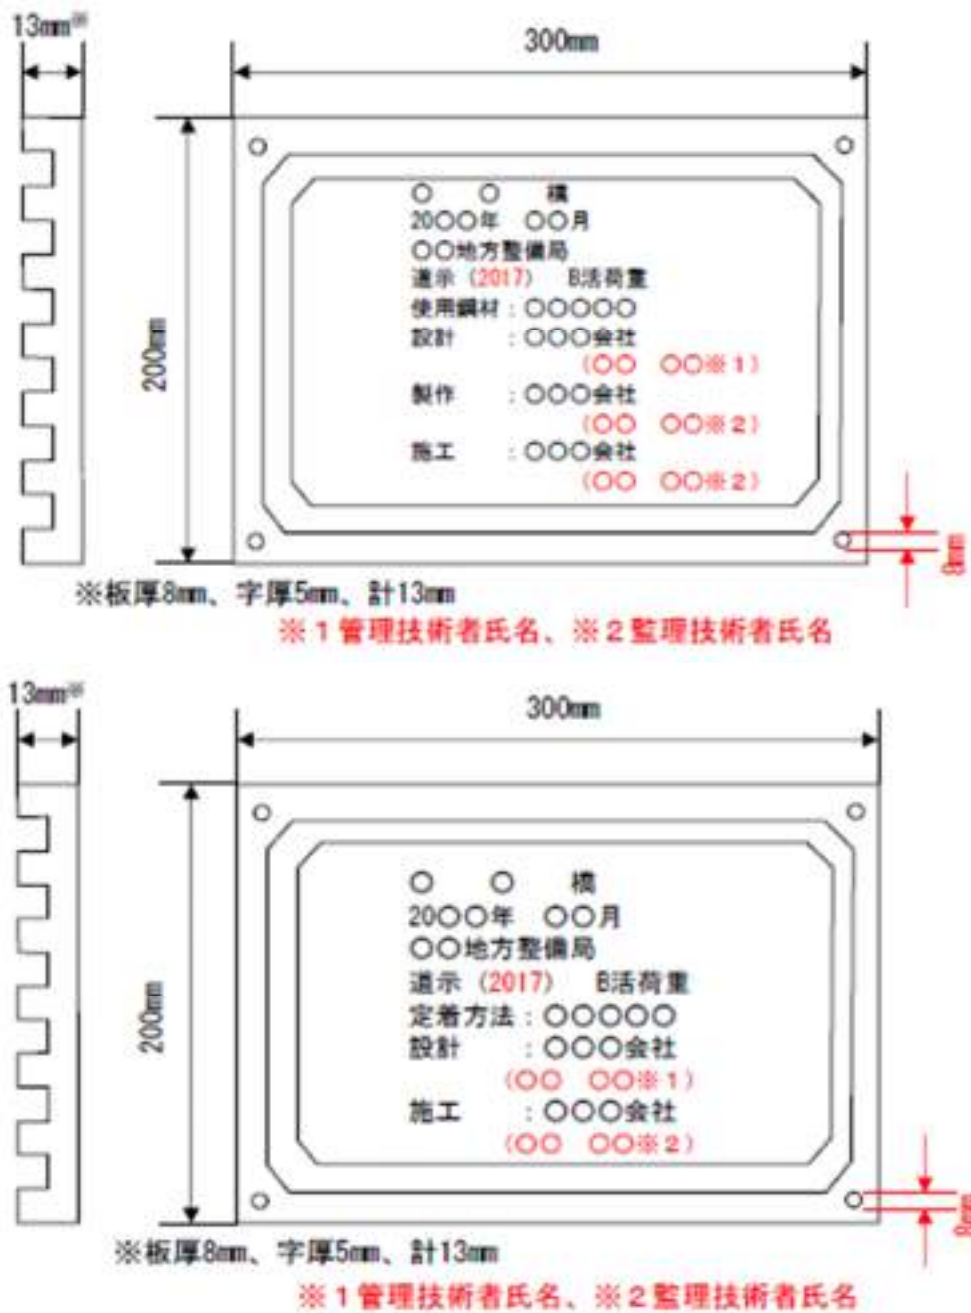 13mm※
300mm
200mm
○ ○ 橋
20○○年 ○○月
○○地方整備局
道示（2017） B活荷重
使用鋼材：○○○○○
設計 ：○○○会社
（○○ ○○※1）
製作 ：○○○会社
（○○ ○○※2）
施工 ：○○○会社
（○○ ○○※2）
8mm
※板厚8mm、字厚5mm、計13mm
※1管理技術者氏名、※2監理技術者氏名
13mm※
300mm
200mm
○ ○ 橋
20○○年 ○○月
○○地方整備局
道示（2017） B活荷重
定着方法：○○○○○
設計 ：○○○会社
（○○ ○○※1）
施工 ：○○○会社
（○○ ○○※2）
8mm
※板厚8mm、字厚5mm、計13mm
※1管理技術者氏名、※2監理技術者氏名